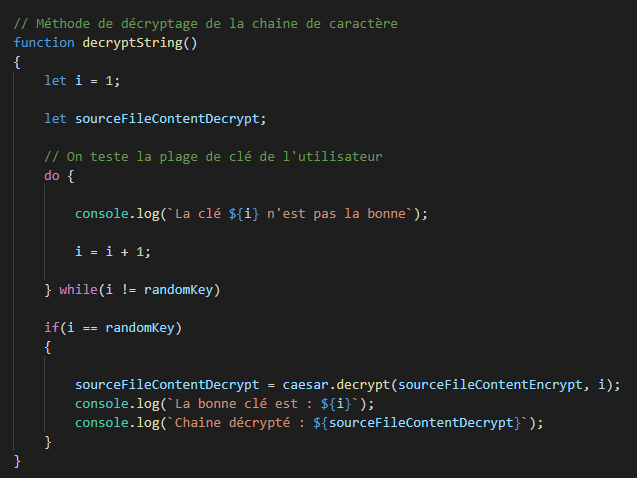 // Méthode de décryptage de la chaine de caractère
function decryptString()
{
    let i = 1;

    let sourceFileContentDecrypt;

    // On teste la plage de clé de l'utilisateur
    do {

        console.log(`La clé ${i} n'est pas la bonne`);

        i = i + 1;

    } while(i != randomKey)

    if(i == randomKey)
    {

        sourceFileContentDecrypt = caesar.decrypt(sourceFileContentEncrypt, i);
        console.log(`La bonne clé est : ${i}`);
        console.log(`Chaine décrypté : ${sourceFileContentDecrypt}`);
    }
}